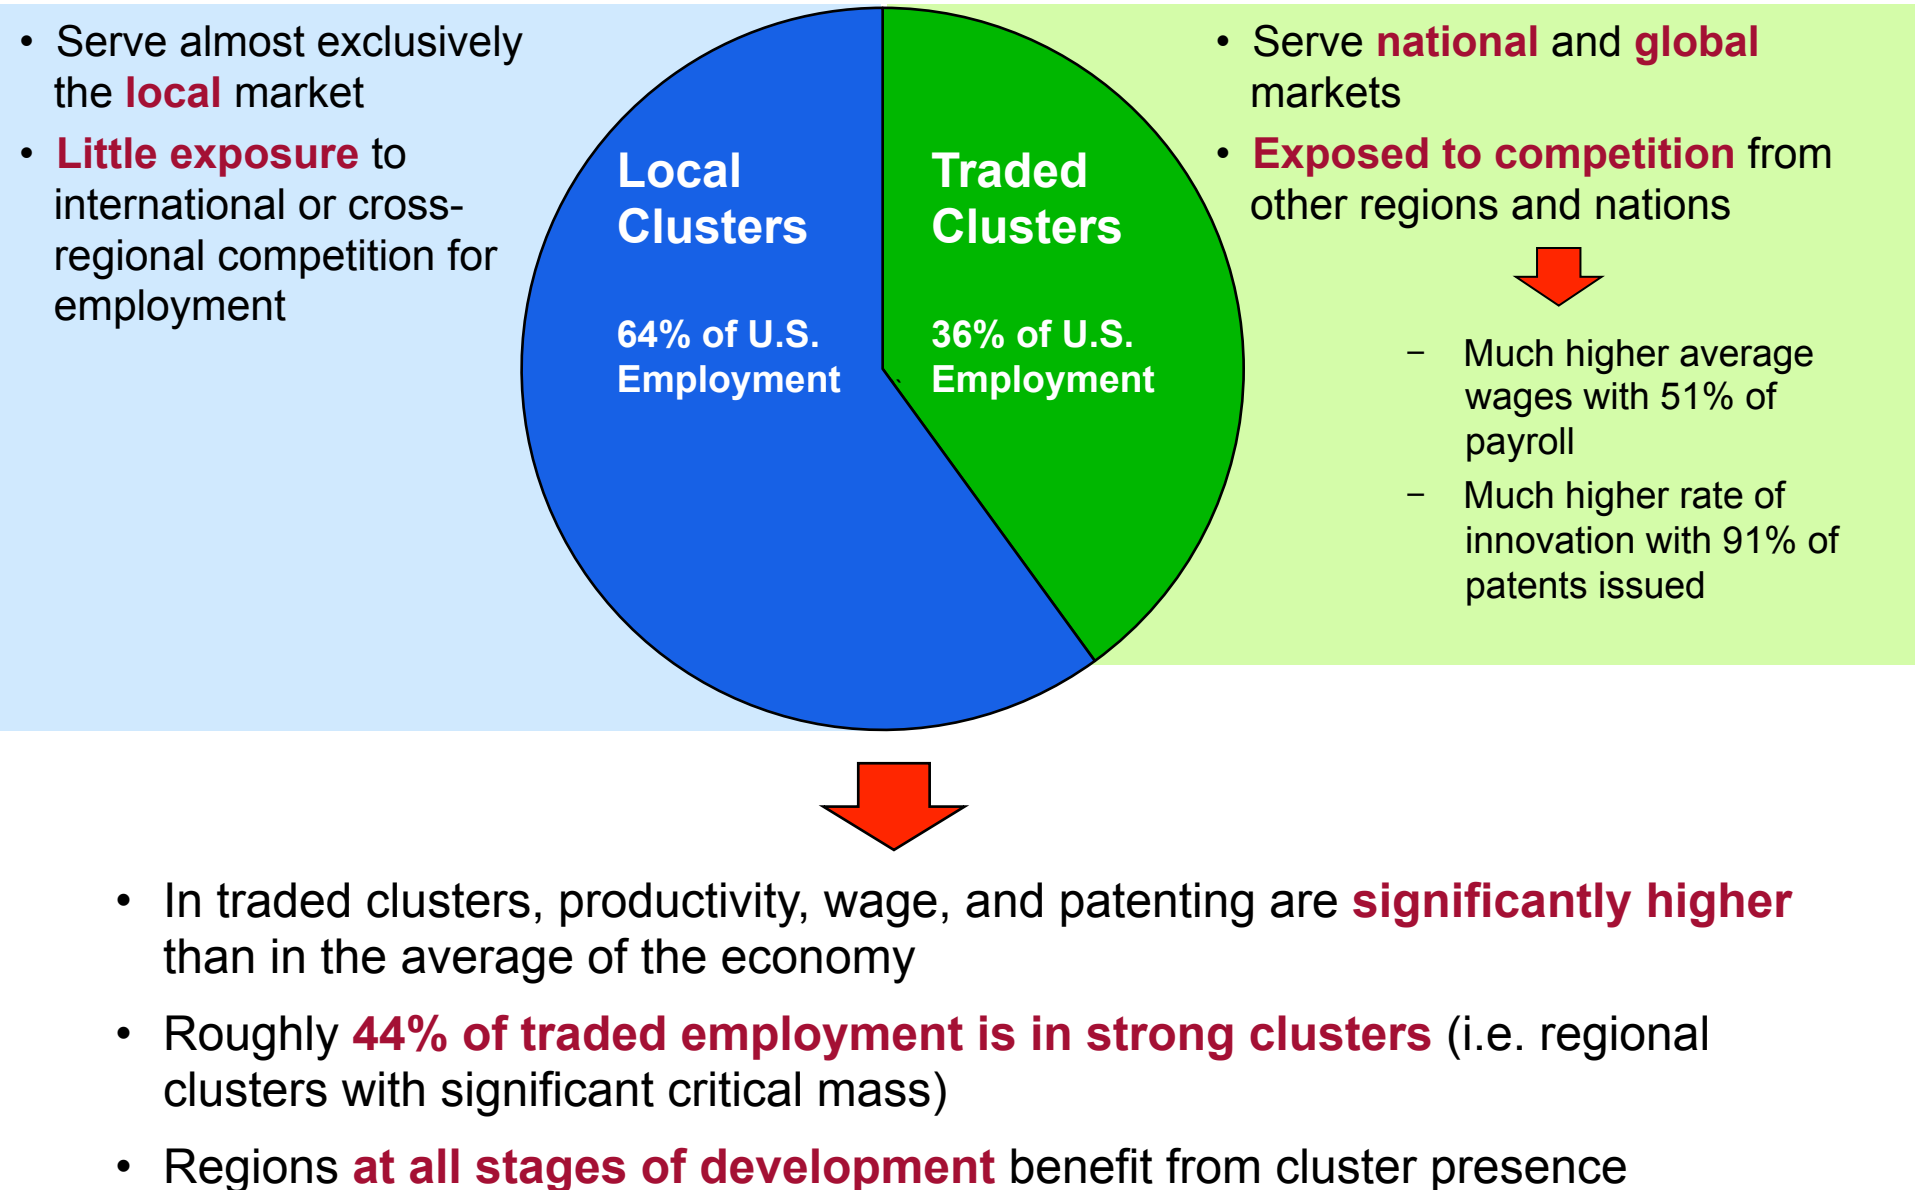 • Serve almost exclusively
the local market
• Little exposure to
international or cross-
regional competition for
employment
Local
Clusters
64% of U.S.
Employment
Traded
Clusters
36% of U.S.
Employment
• Serve national and global
markets
• Exposed to competition from
other regions and nations
– Much higher average
wages with 51% of
payroll
– Much higher rate of
innovation with 91% of
patents issued
• In traded clusters, productivity, wage, and patenting are significantly higher
than in the average of the economy
• Roughly 44% of traded employment is in strong clusters (i.e. regional
clusters with significant critical mass)
• Regions at all stages of development benefit from cluster presence